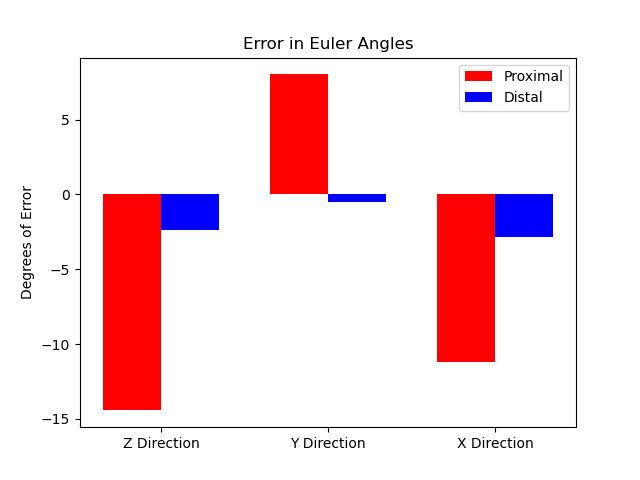 Error in Euler Angles
Proximal
Distal
Degrees of Error
5
0
−5
−10
−15
Z Direction
Y Direction
X Direction